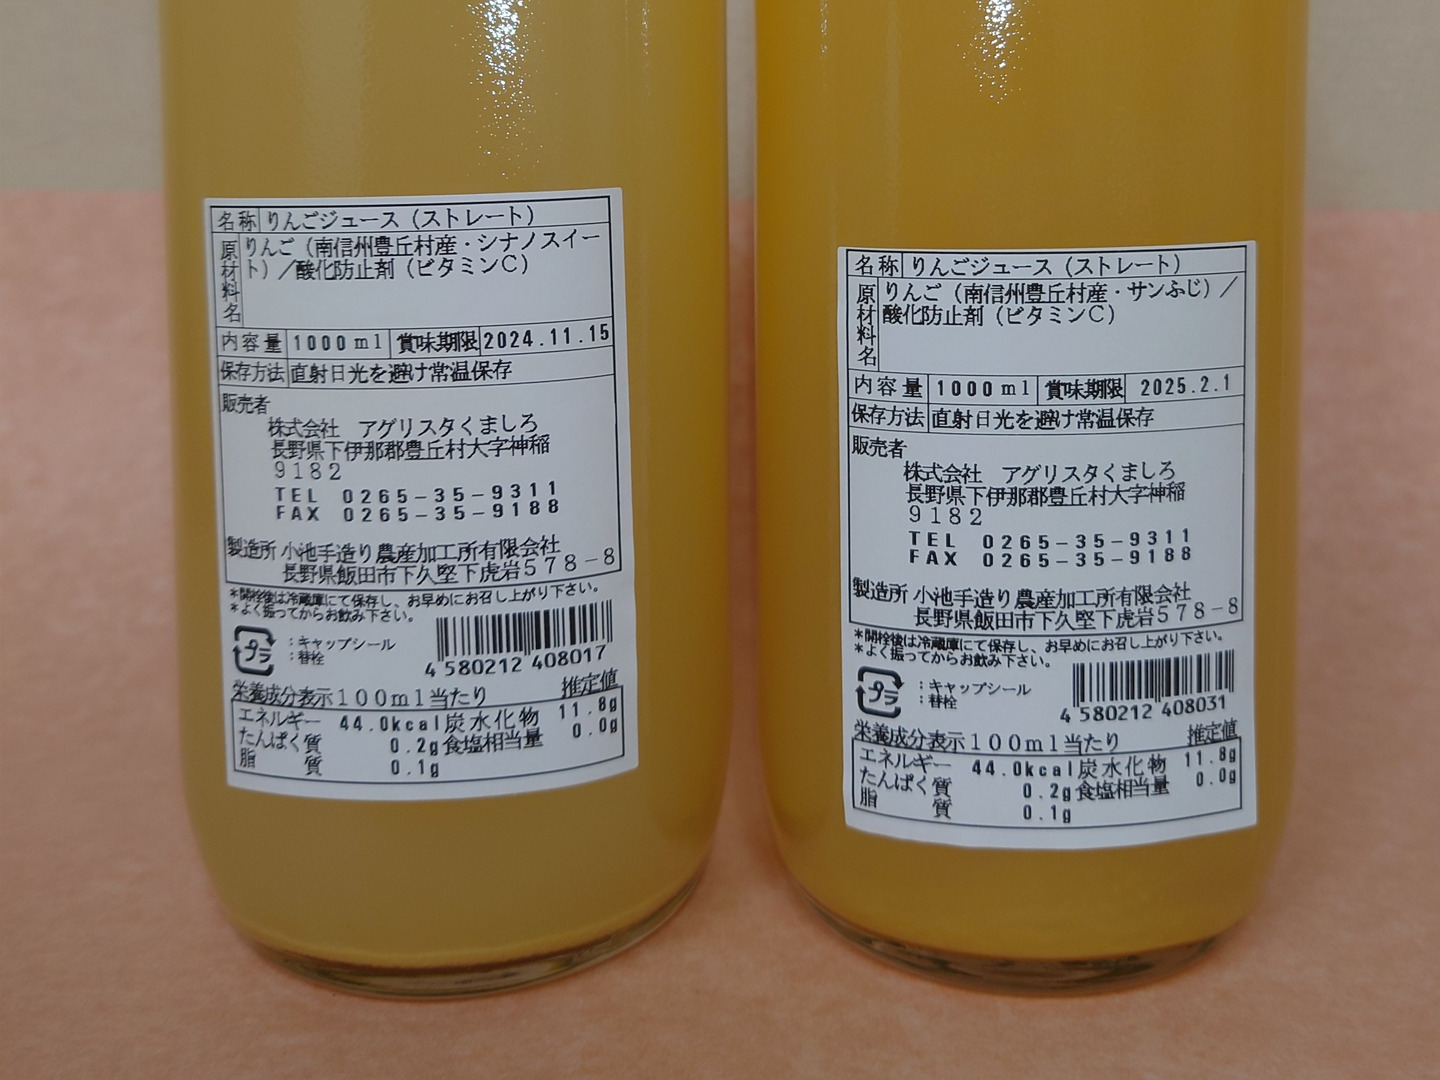 名称 りんごジュース（ストレート）
原材料名 りんご（南信州豊丘村産・シナノスイー
ト）／酸化防止剤（ビタミンＣ）
内容量 1000ml 賞味期限 2024.11.15
保存方法 直射日光を避け常温保存
販売者
株式会社　アグリスタくましろ
長野県下伊那郡豊丘村大字神稲
９１８２
TEL 0265-35-9311
FAX 0265-35-9188
製造所 小池手造り農産加工所有限会社
長野県飯田市下久堅下虎岩５７８－８
*開栓後は冷蔵庫にて保存し、お早めにお召し上がり下さい。
*よく振ってからお飲み下さい。
プラ ：キャップシール
：替栓
4 580212 408017
栄養成分表示１００ｍｌ当たり 推定値
エネルギー 44.0kcal 炭水化物 11.8g
たんぱく質 0.2g 食塩相当量 0.0g
脂質 0.1g
名称 りんごジュース（ストレート）
原材料名 りんご（南信州豊丘村産・サンふじ）／
酸化防止剤（ビタミンＣ）
内容量 1000ml 賞味期限 2025.2.1
保存方法 直射日光を避け常温保存
販売者
株式会社　アグリスタくましろ
長野県下伊那郡豊丘村大字神稲
９１８２
TEL 0265-35-9311
FAX 0265-35-9188
製造所 小池手造り農産加工所有限会社
長野県飯田市下久堅下虎岩５７８－８
*開栓後は冷蔵庫にて保存し、お早めにお召し上がり下さい。
*よく振ってからお飲み下さい。
プラ ：キャップシール
：替栓
4 580212 408031
栄養成分表示１００ｍｌ当たり 推定値
エネルギー 44.0kcal 炭水化物 11.8g
たんぱく質 0.2g 食塩相当量 0.0g
脂質 0.1g